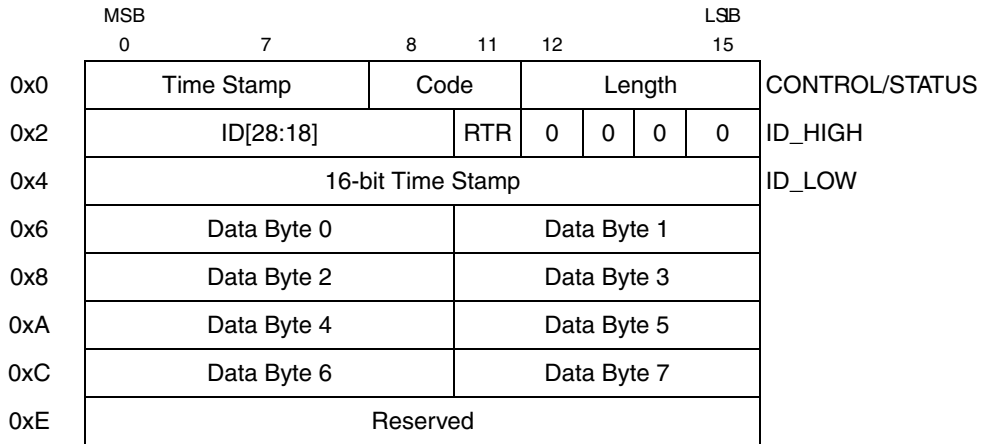 MSB LSB
0 7 8 11 12 15
0x0 Time Stamp Code Length CONTROL/STATUS
0x2 ID[28:18] RTR 0 0 0 0 ID_HIGH
0x4 16-bit Time Stamp ID_LOW
0x6 Data Byte 0 Data Byte 1
0x8 Data Byte 2 Data Byte 3
0xA Data Byte 4 Data Byte 5
0xC Data Byte 6 Data Byte 7
0xE Reserved